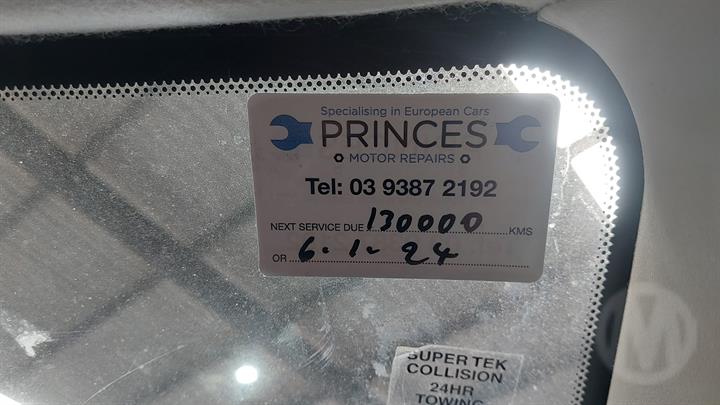 Specialising in European Cars
PRINCES
MOTOR REPAIRS
Tel: 03 9387 2192
NEXT SERVICE DUE 130000 KMS
OR 6.1.24
SUPER TEK
COLLISION
24HR
TOWING
M